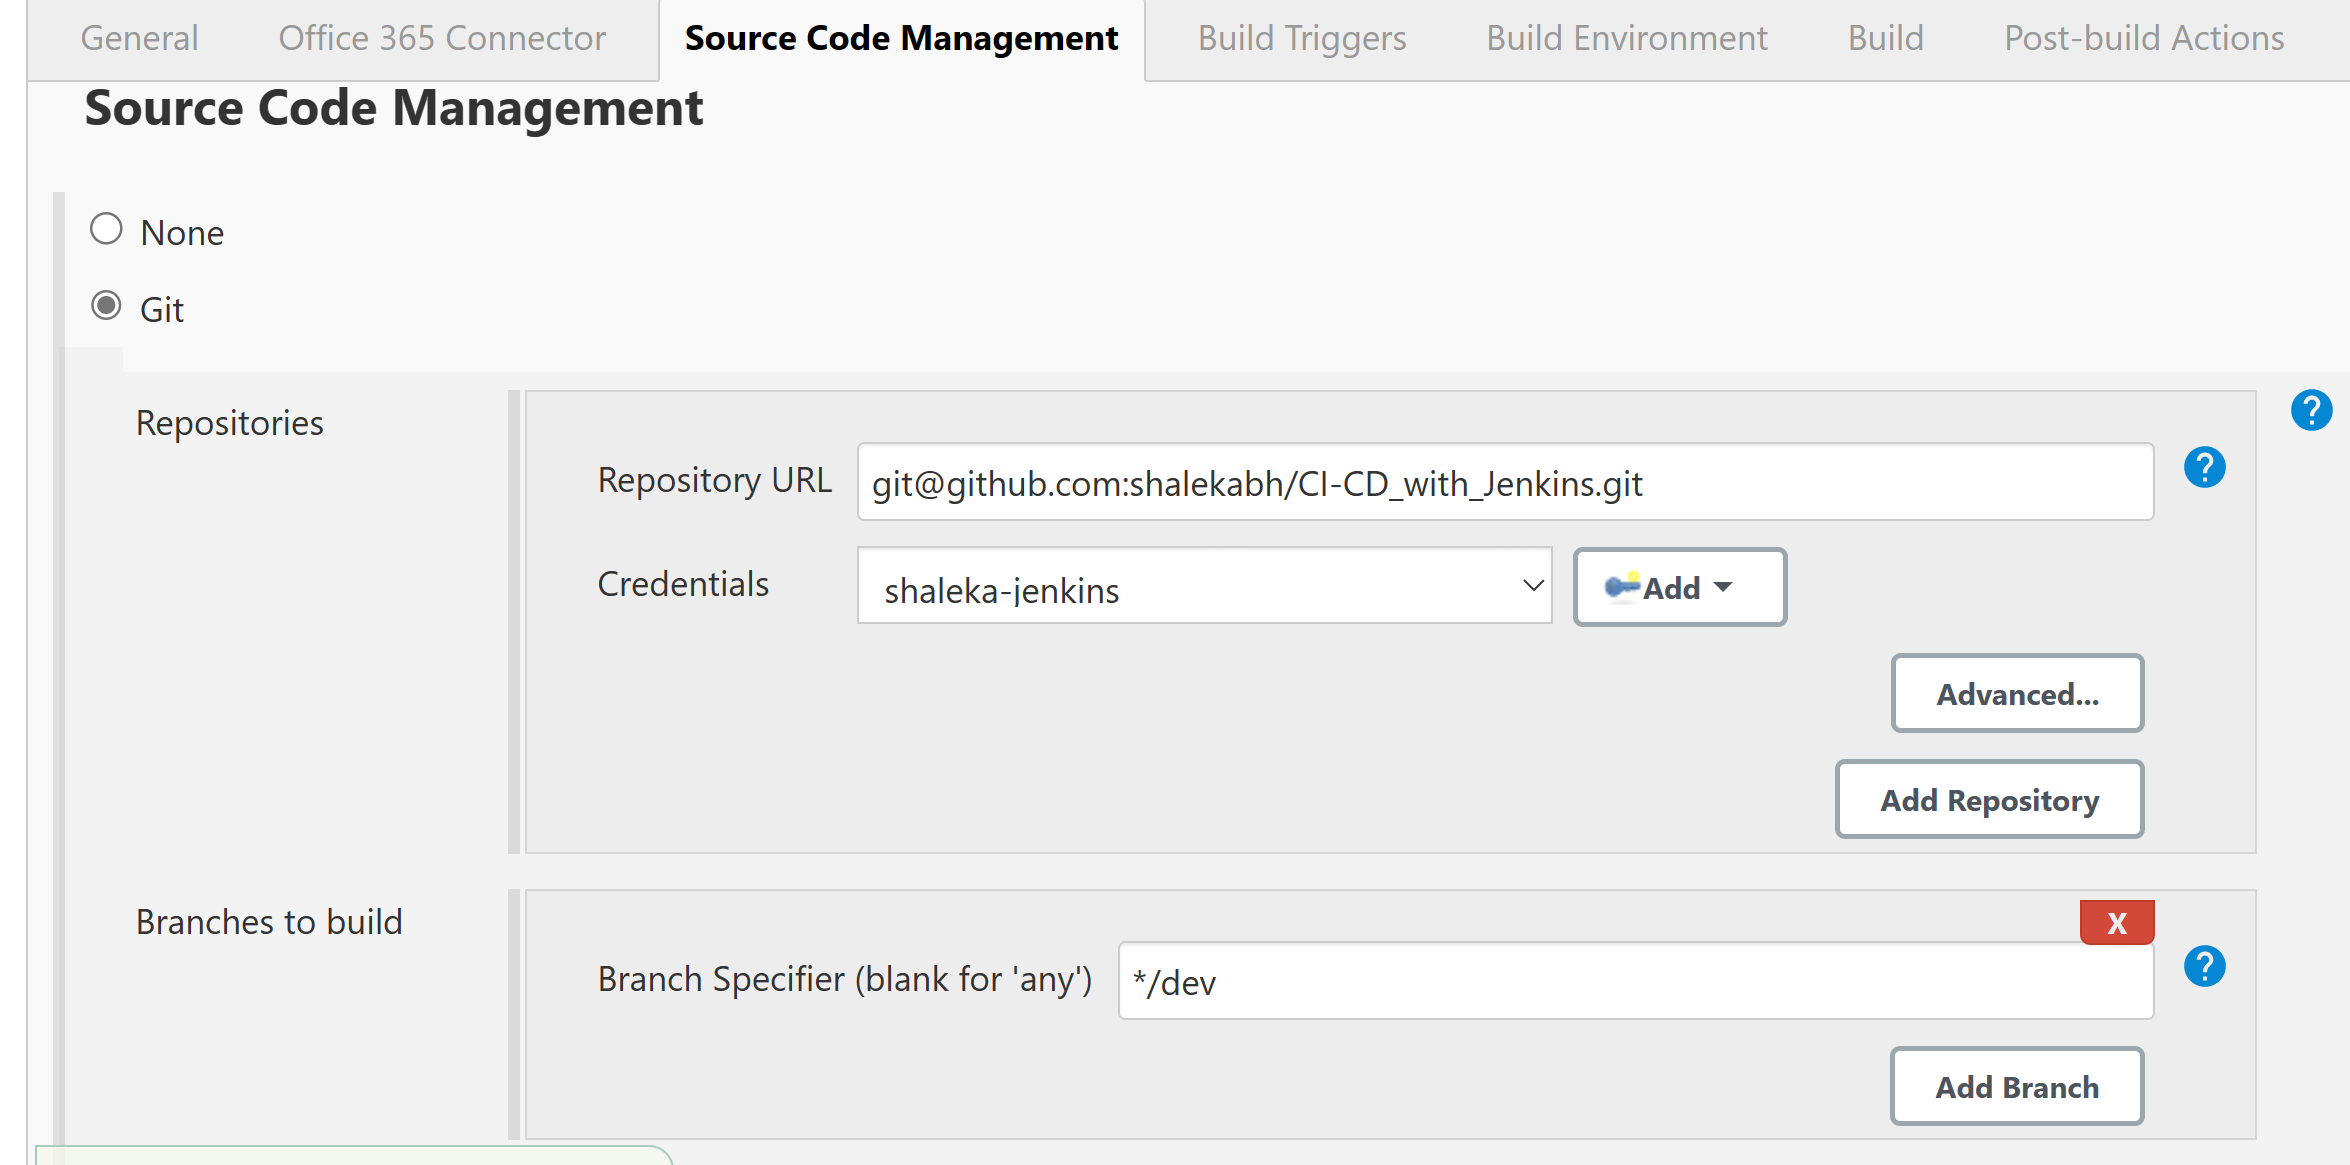 General Office 365 Connector Source Code Management Build Triggers Build Environment Build Post-build Actions
Source Code Management
None
Git
Repositories
?
Repository URL git@github.com:shalekabh/CI-CD_with_Jenkins.git ?
Credentials shaleka-jenkins Add
Advanced...
Add Repository
Branches to build
X
Branch Specifier (blank for 'any') */dev ?
Add Branch